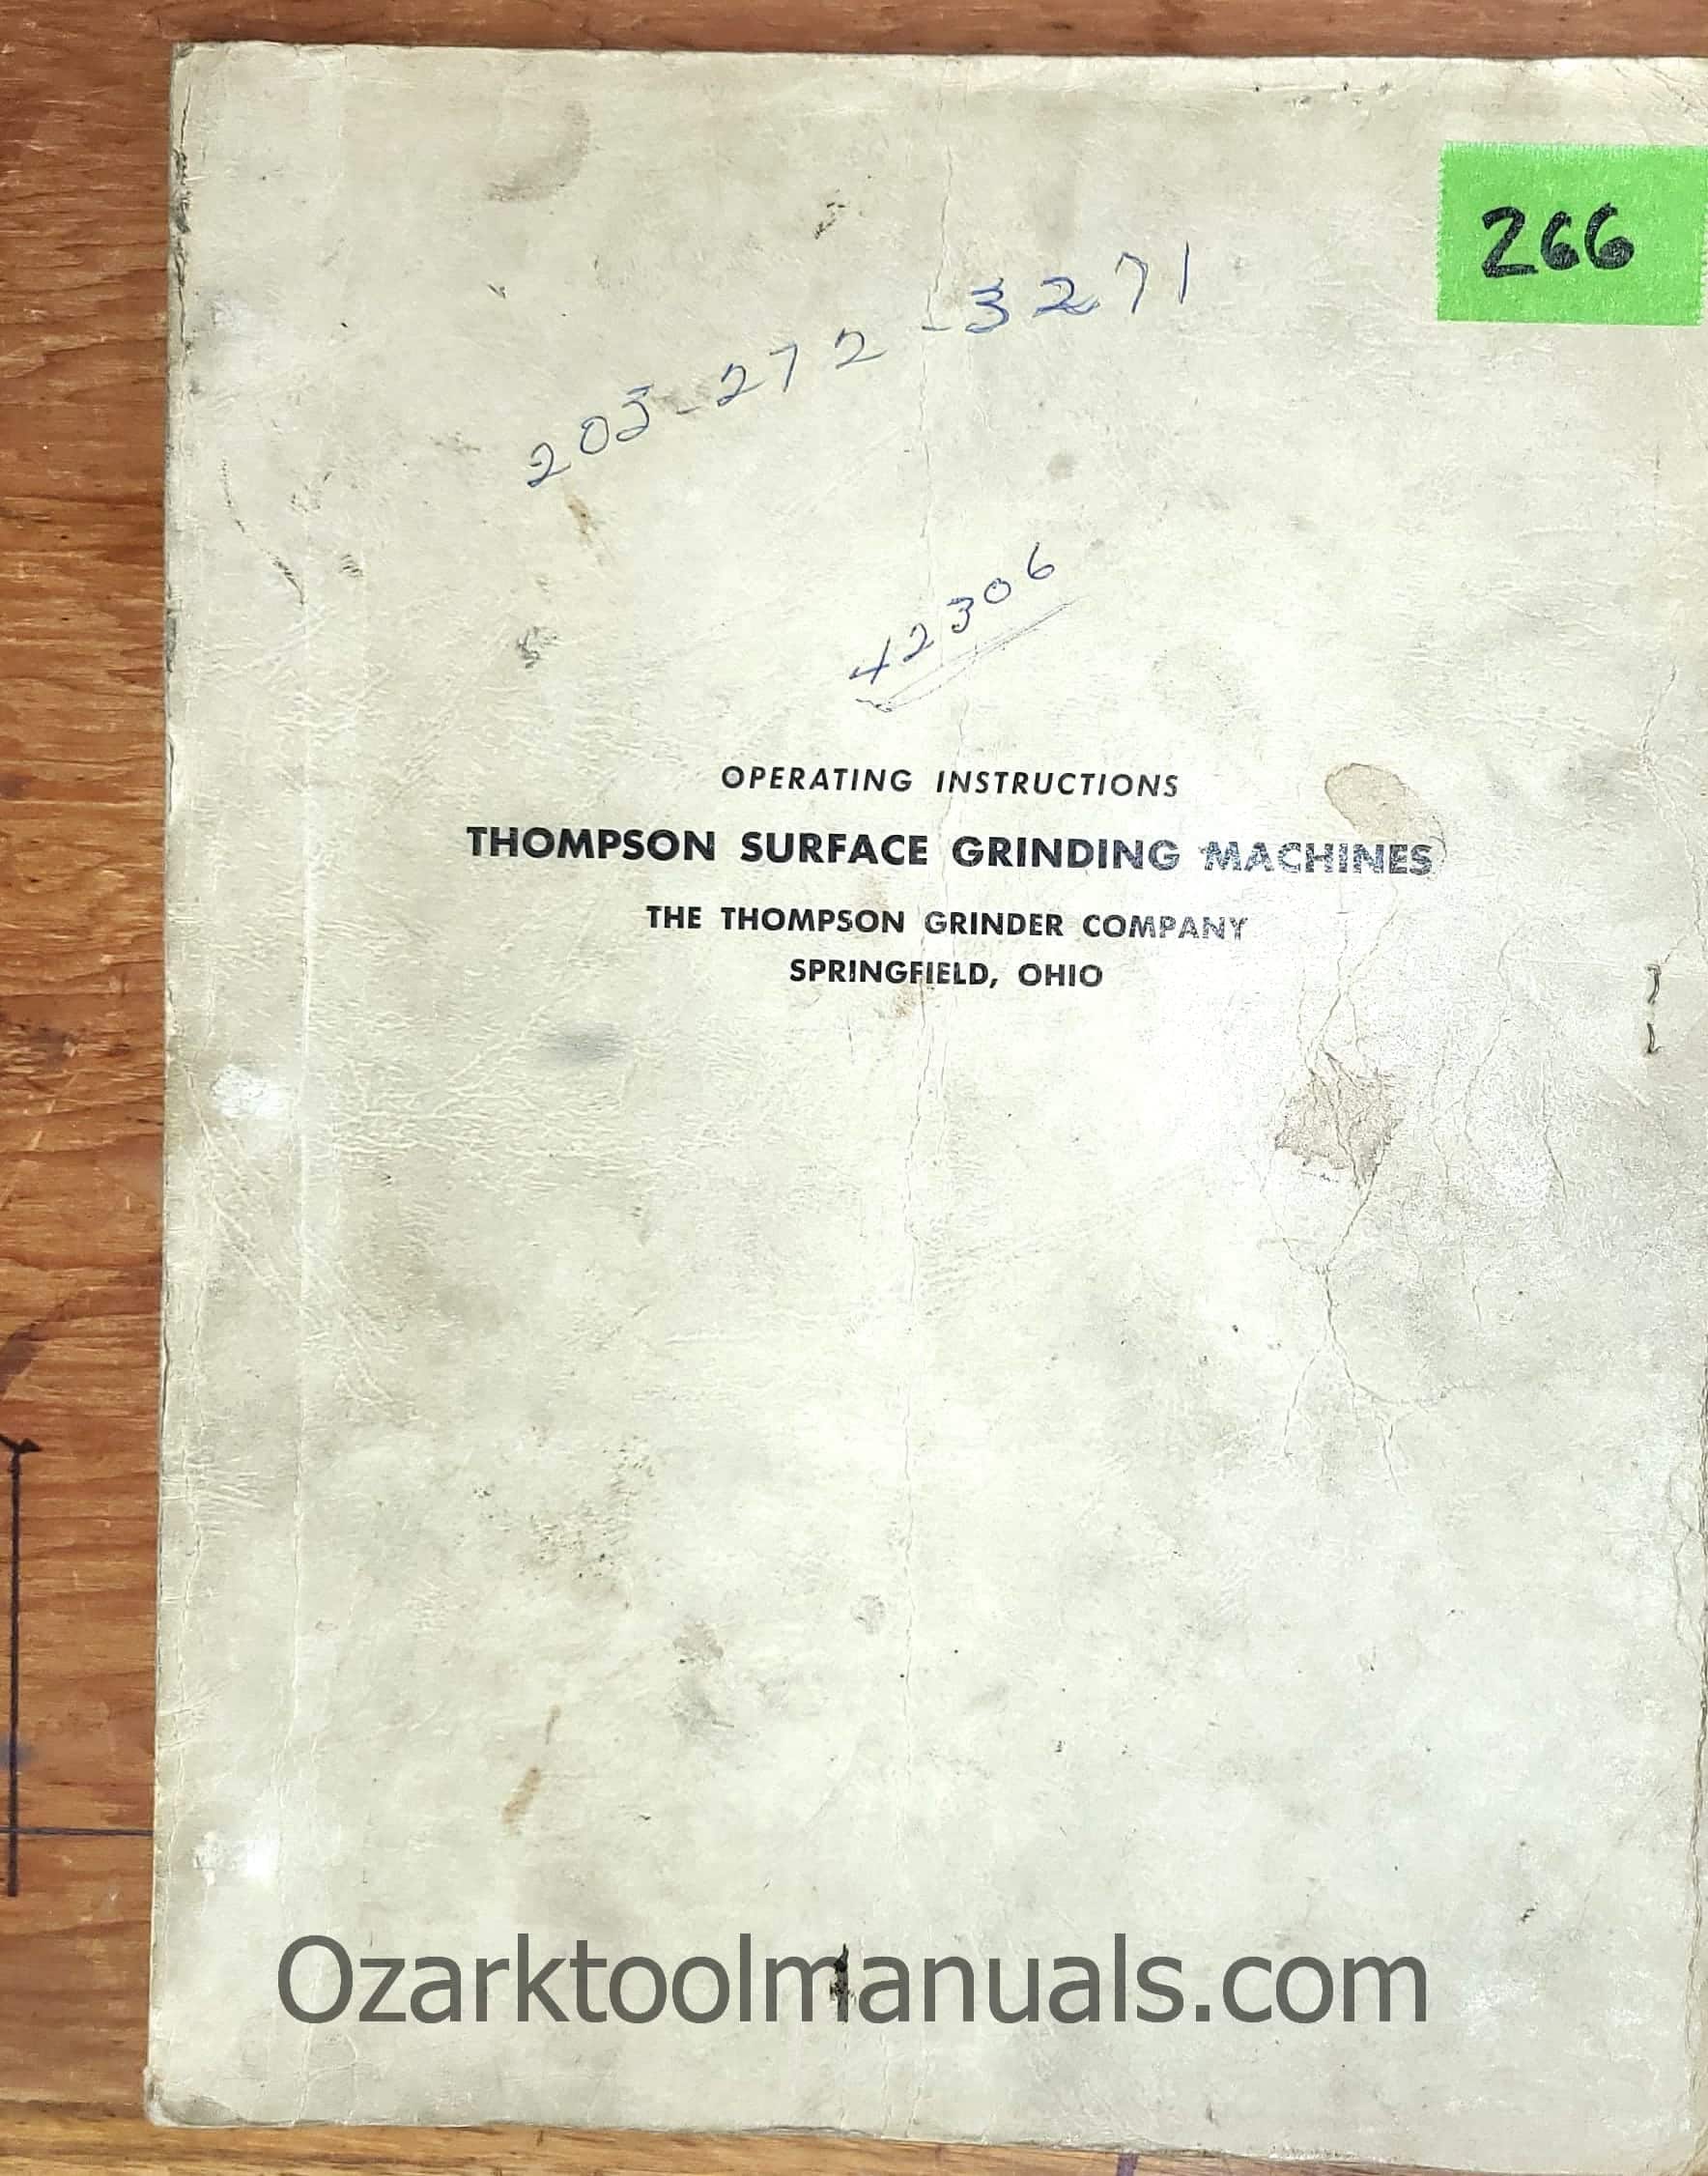 266
203-272-3271
42306
OPERATING INSTRUCTIONS
THOMPSON SURFACE GRINDING MACHINES
THE THOMPSON GRINDER COMPANY
SPRINGFIELD, OHIO
Ozarktoolmanuals.com